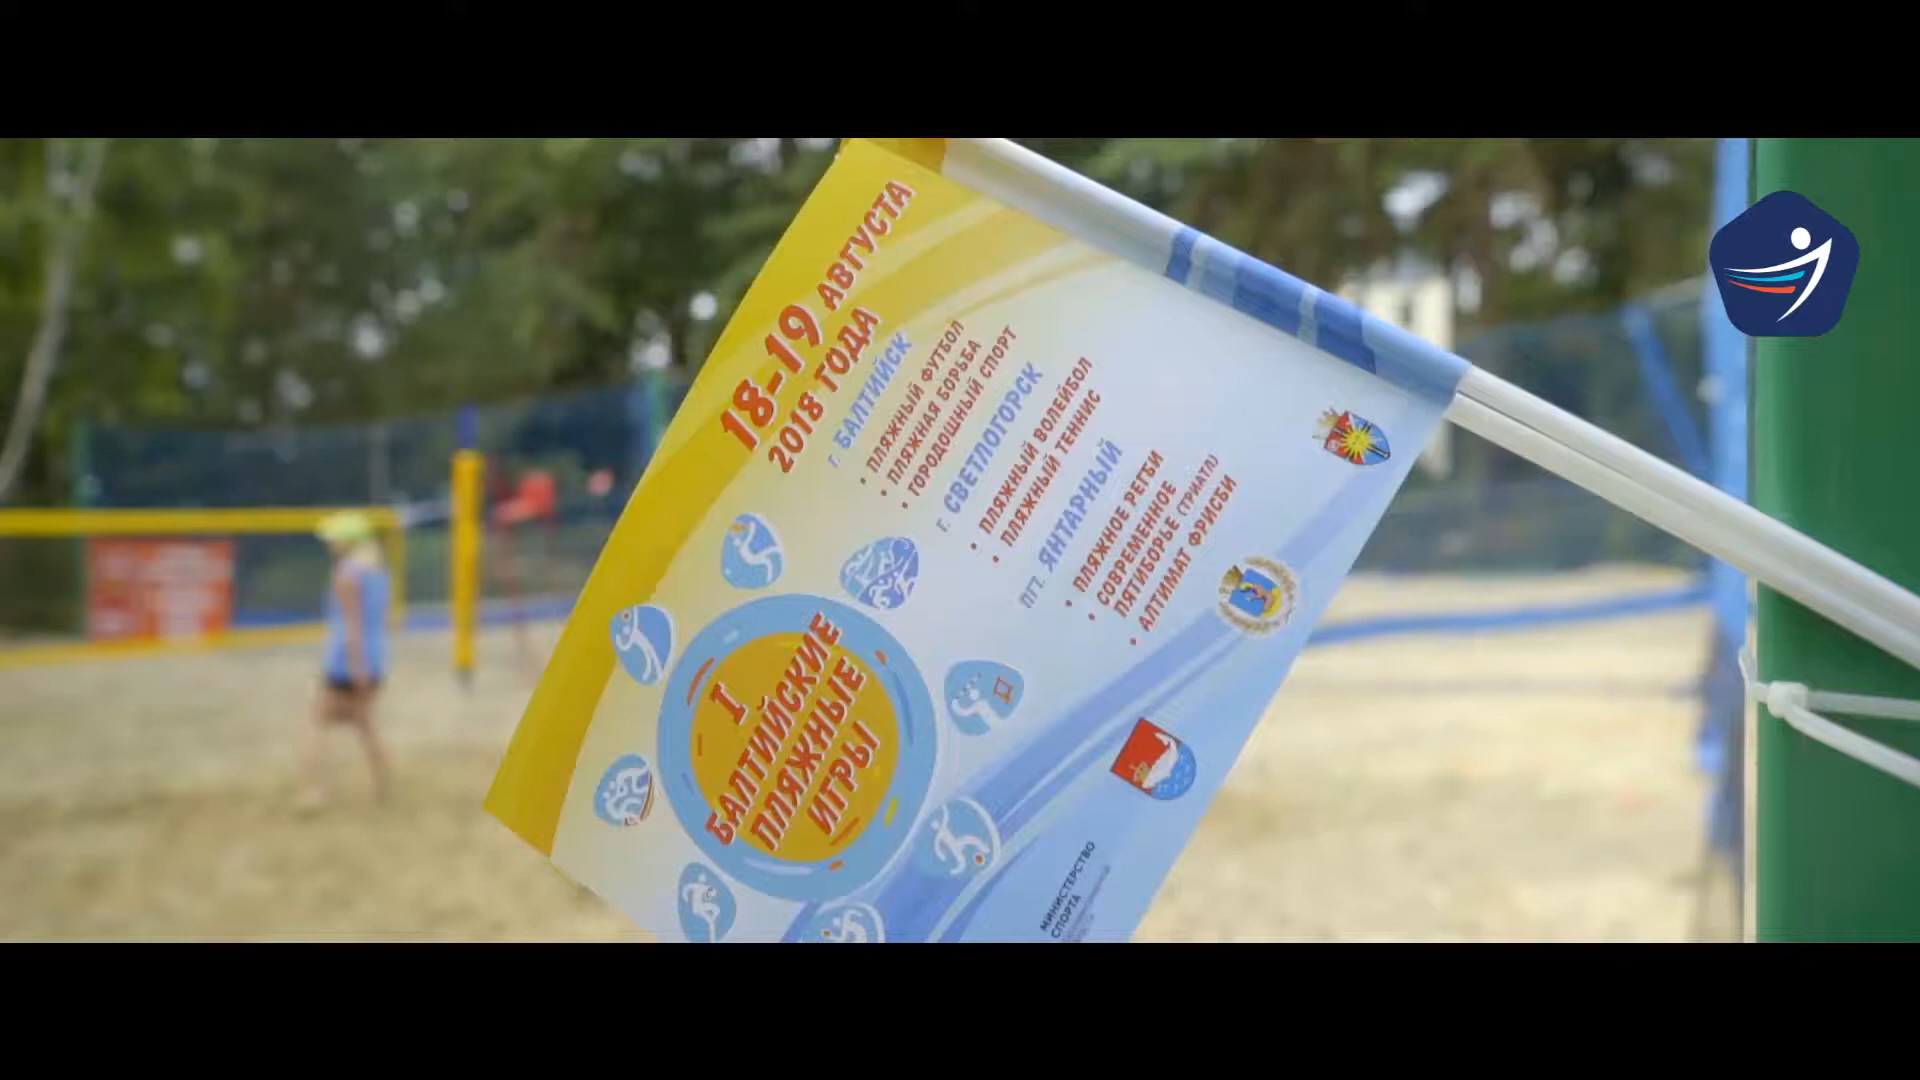 18-19 АВГУСТА
2018 ГОДА
Г. БАЛТИЙСК
• ПЛЯЖНЫЙ ФУТБОЛ
• ПЛЯЖНАЯ БОРЬБА
• ГОРОДОШНЫЙ СПОРТ
Г. СВЕТЛОГОРСК
• ПЛЯЖНЫЙ ВОЛЕЙБОЛ
• ПЛЯЖНЫЙ ТЕННИС
ПГТ. ЯНТАРНЫЙ
• ПЛЯЖНОЕ РЕГБИ
• СОВРЕМЕННОЕ
ПЯТИБОРЬЕ (ТРИАТЛ)
• АЛТИМАТ ФРИСБИ
I
БАЛТИЙСКИЕ
ПЛЯЖНЫЕ
ИГРЫ
МИНИСТЕРСТВО
СПОРТА